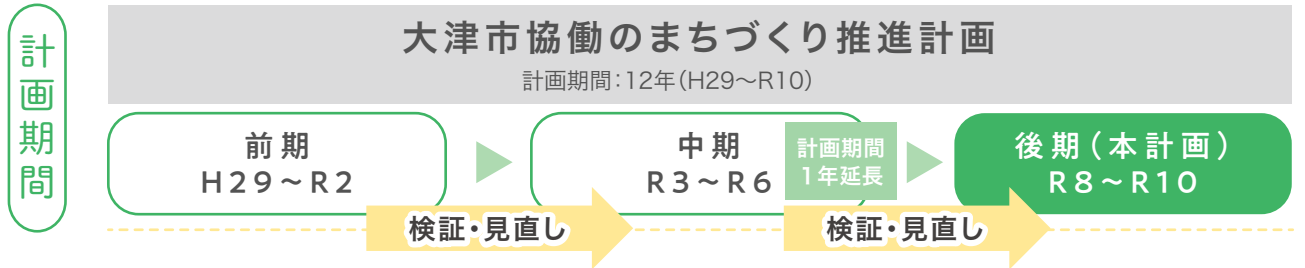 計画期間
大津市協働のまちづくり推進計画
計画期間：12年（H29～R10）
前期
H29～R2
中期
R3～R6
計画期間
1年延長
後期（本計画）
R8～R10
検証・見直し
検証・見直し